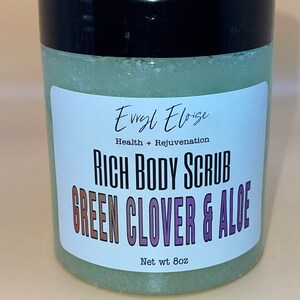 Evryl Eloise
Health + Rejuvenation
RICH BODY SCRUB
GREEN CLOVER & ALOE
Net wt 8oz